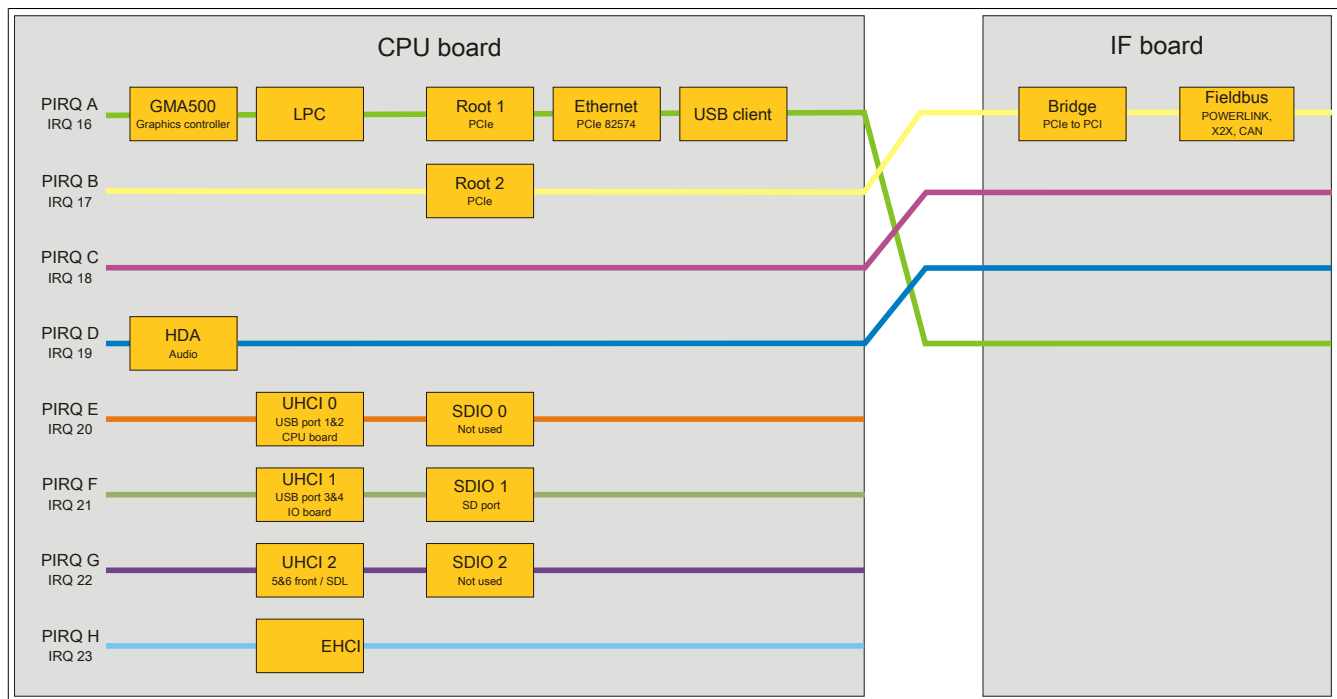 CPU board
IF board
PIRQ A
IRQ 16
GMA500
Graphics controller
LPC
Root 1
PCIe
Ethernet
PCIe 82574
USB client
Bridge
PCIe to PCI
Fieldbus
POWERLINK,
X2X, CAN
PIRQ B
IRQ 17
Root 2
PCIe
PIRQ C
IRQ 18
PIRQ D
IRQ 19
HDA
Audio
PIRQ E
IRQ 20
UHCI 0
USB port 1&2
CPU board
SDIO 0
Not used
PIRQ F
IRQ 21
UHCI 1
USB port 3&4
IO board
SDIO 1
SD port
PIRQ G
IRQ 22
UHCI 2
5&6 front / SDL
SDIO 2
Not used
PIRQ H
IRQ 23
EHCI